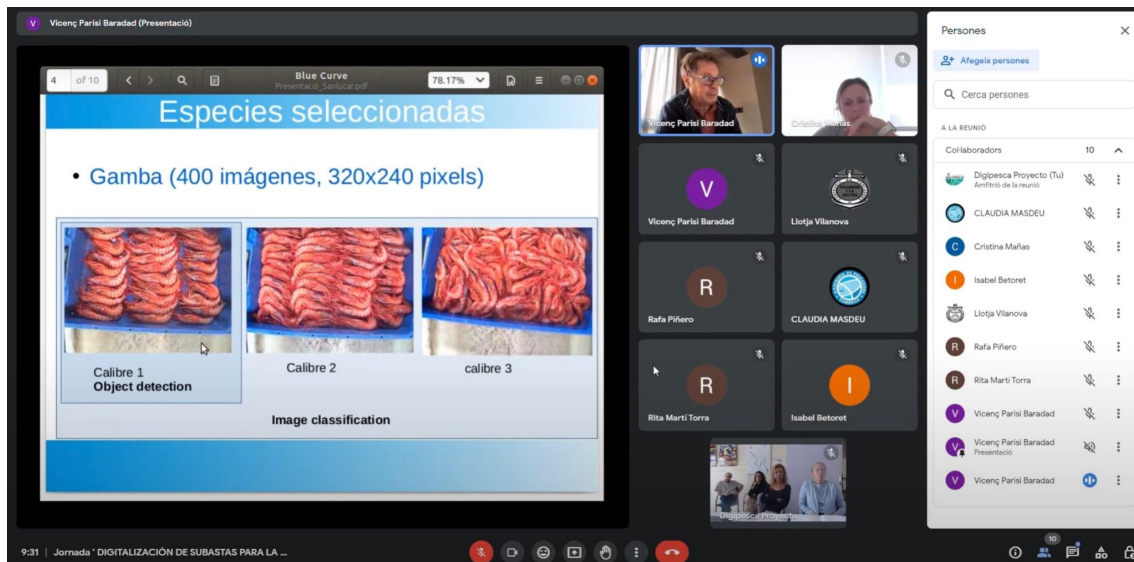 V Vicenç Parisi Baradad (Presentació)
4 of 10
Blue Curve
Presentació_Sanlucar.pdf
78.17%
Especies seleccionadas
• Gamba (400 imágenes, 320x240 pixels)
Calibre 1
Object detection
Calibre 2
calibre 3
Image classification
Vicenç Parisi Baradad
Cristina Mañas
V
Vicenç Parisi Baradad
Llotja Vilanova
R
Rafa Piñero
CLAUDIA MASDEU
R
Rita Martí Torra
I
Isabel Betoret
Digipesca Proyecto
Persones
Afegeix persones
Cerca persones
A LA REUNIÓ
Col·laboradors 10
Digipesca Proyecto (Tu)
Amfitrió de la reunió
CLAUDIA MASDEU
C Cristina Mañas
I Isabel Betoret
Llotja Vilanova
R Rafa Piñero
R Rita Martí Torra
V Vicenç Parisi Baradad
V Vicenç Parisi Baradad
Presentació
V Vicenç Parisi Baradad
9:31 | Jornada ' DIGITALIZACIÓN DE SUBASTAS PARA LA ...
10